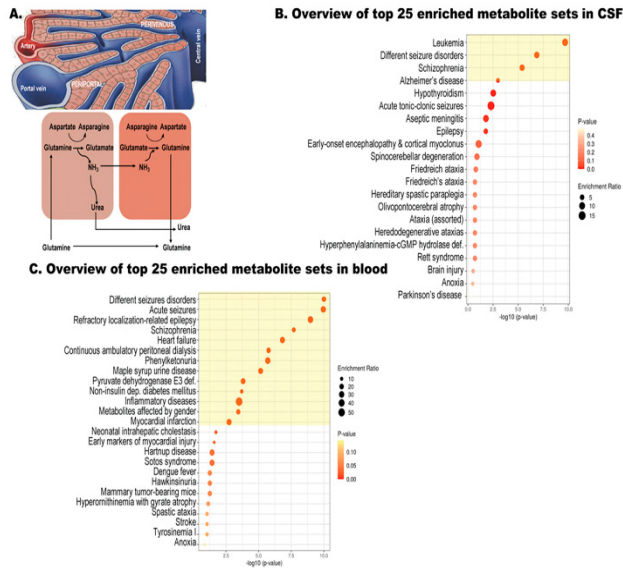 A.
PERIVENOUS
Central vein
Artery
Portal vein
PERIPORTAL
Aspartate Asparagine
Glutamine Glutamate
NH3
Urea
Asparagine Aspartate
Glutamate Glutamine
NH3
Urea
Glutamine
Glutamine
B. Overview of top 25 enriched metabolite sets in CSF
Leukemia
Different seizure disorders
Schizophrenia
Alzheimer's disease
Hypothyroidism
Acute tonic-clonic seizures
Aseptic meningitis
Epilepsy
Early-onset encephalopathy & cortical myoclonus
Spinocerebellar degeneration
Friedreich ataxia
Friedreich's ataxia
Hereditary spastic paraplegia
Olivopontocerebral atrophy
Ataxia (assorted)
Heredodegenerative ataxias
Hyperphenylalaninemia-cGMP hydrolase def.
Rett syndrome
Brain injury
Anoxia
Parkinson's disease
2.5 5.0 7.5 10.0
-log10 (p-value)
P-value
0.4
0.3
0.2
0.1
0.0
Enrichment Ratio
5
10
15
C. Overview of top 25 enriched metabolite sets in blood
Different seizures disorders
Acute seizures
Refractory localization-related epilepsy
Schizophrenia
Heart failure
Continuous ambulatory peritoneal dialysis
Phenylketonuria
Maple syrup urine disease
Pyruvate dehydrogenase E3 def.
Non-insulin dep. diabetes mellitus
Inflammatory diseases
Metabolites affected by gender
Myocardial infarction
Neonatal intrahepatic cholestasis
Early markers of myocardial injury
Hartnup disease
Sotos syndrome
Dengue fever
Hawkinsinuria
Mammary tumor-bearing mice
Hyperornithinemia with gyrate atrophy
Spastic ataxia
Stroke
Tyrosinemia I
Anoxia
2.5 5.0 7.5 10.0
-log10 (p-value)
Enrichment Ratio
10
20
30
40
50
P-value
0.10
0.05
0.00